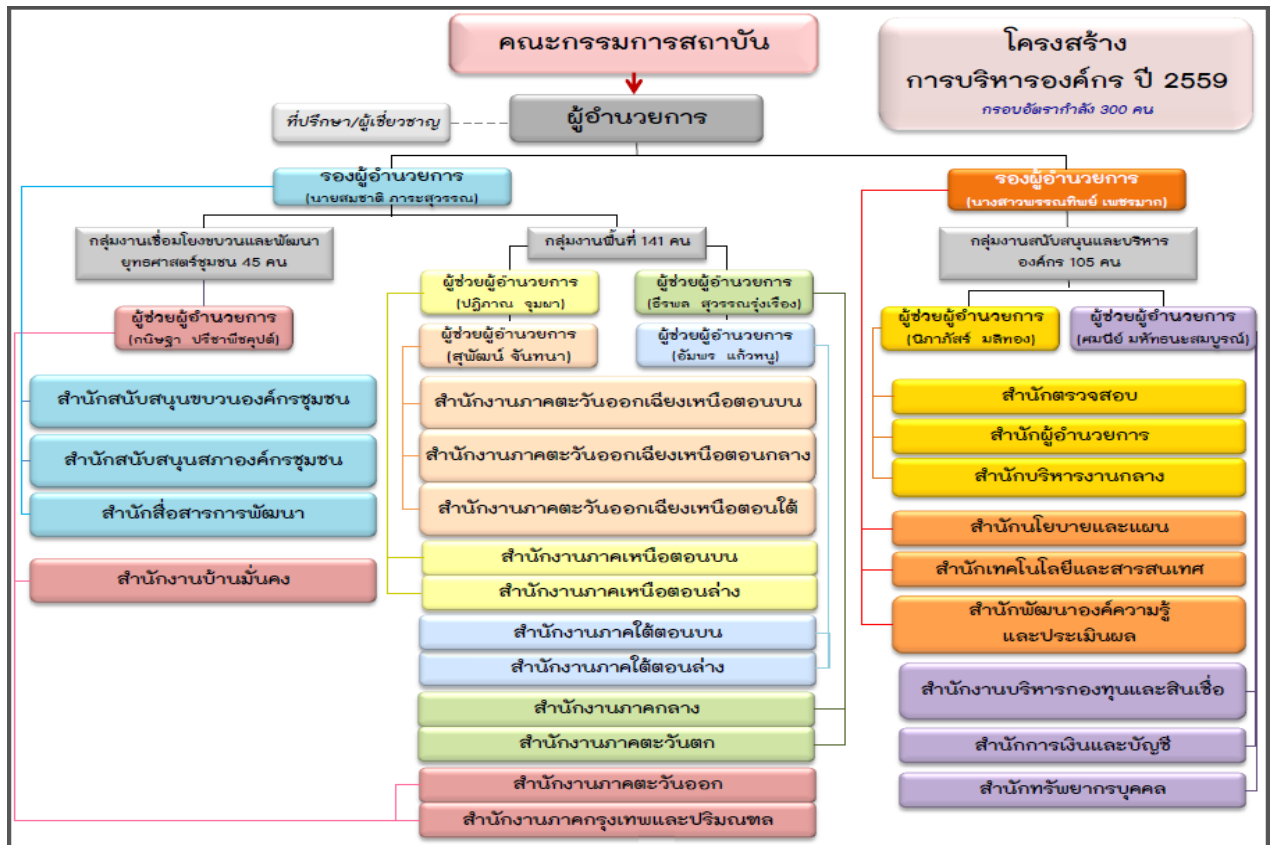 คณะกรรมการสถาบัน
โครงสร้าง
การบริหารองค์กร ปี 2559
กรอบอัตรากำลัง 300 คน
ที่ปรึกษา/ผู้เชี่ยวชาญ
ผู้อำนวยการ
รองผู้อำนวยการ
(นายสมชาติ ภาระสุวรรณ)
รองผู้อำนวยการ
(นางสาวพรรณทิพย์ เพชรมาก)
กลุ่มงานเชื่อมโยงขบวนและพัฒนา
ยุทธศาสตร์ชุมชน 45 คน
กลุ่มงานพื้นที่ 141 คน
กลุ่มงานสนับสนุนและบริหาร
องค์กร 105 คน
ผู้ช่วยผู้อำนวยการ
(กนิษฐา ปรีชาพีชคุปต์)
ผู้ช่วยผู้อำนวยการ
(ปฏิภาณ จุมผา)
ผู้ช่วยผู้อำนวยการ
(ธีรพล สุวรรณรุ่งเรือง)
ผู้ช่วยผู้อำนวยการ
(สุพัฒน์ จันทนา)
ผู้ช่วยผู้อำนวยการ
(อัมพร แก้วหนู)
ผู้ช่วยผู้อำนวยการ
(นิภาภัสร์ มลิทอง)
ผู้ช่วยผู้อำนวยการ
(ศมนีย์ มหัทธนะสมบูรณ์)
สำนักสนับสนุนขบวนองค์กรชุมชน
สำนักสนับสนุนสภาองค์กรชุมชน
สำนักสื่อสารการพัฒนา
สำนักงานบ้านมั่นคง
สำนักงานภาคตะวันออกเฉียงเหนือตอนบน
สำนักงานภาคตะวันออกเฉียงเหนือตอนกลาง
สำนักงานภาคตะวันออกเฉียงเหนือตอนใต้
สำนักงานภาคเหนือตอนบน
สำนักงานภาคเหนือตอนล่าง
สำนักงานภาคใต้ตอนบน
สำนักงานภาคใต้ตอนล่าง
สำนักงานภาคกลาง
สำนักงานภาคตะวันตก
สำนักงานภาคตะวันออก
สำนักงานภาคกรุงเทพและปริมณฑล
สำนักตรวจสอบ
สำนักผู้อำนวยการ
สำนักบริหารงานกลาง
สำนักนโยบายและแผน
สำนักเทคโนโลยีและสารสนเทศ
สำนักพัฒนาองค์ความรู้
และประเมินผล
สำนักงานบริหารกองทุนและสินเชื่อ
สำนักการเงินและบัญชี
สำนักทรัพยากรบุคคล